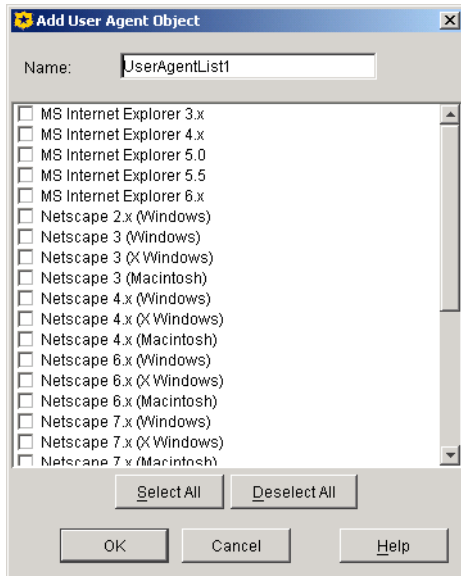 Add User Agent Object
Name: UserAgentList1
MS Internet Explorer 3.x
MS Internet Explorer 4.x
MS Internet Explorer 5.0
MS Internet Explorer 5.5
MS Internet Explorer 6.x
Netscape 2.x (Windows)
Netscape 3 (Windows)
Netscape 3 (X Windows)
Netscape 3 (Macintosh)
Netscape 4.x (Windows)
Netscape 4.x (X Windows)
Netscape 4.x (Macintosh)
Netscape 6.x (Windows)
Netscape 6.x (X Windows)
Netscape 6.x (Macintosh)
Netscape 7.x (Windows)
Netscape 7.x (X Windows)
Netscape 7.x (Macintosh)
Select All Deselect All
OK Cancel Help